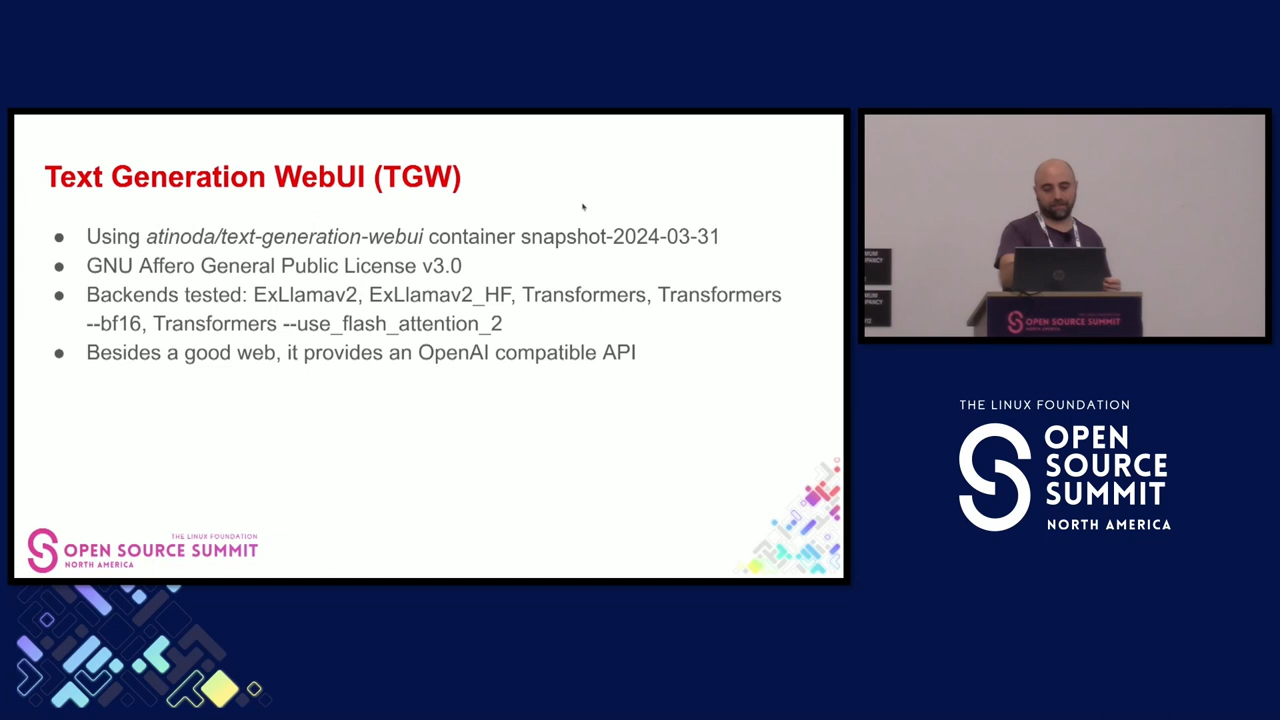 Text Generation WebUI (TGW)
● Using atinoda/text-generation-webui container snapshot-2024-03-31
● GNU Affero General Public License v3.0
● Backends tested: ExLlamav2, ExLlamav2_HF, Transformers, Transformers
--bf16, Transformers --use_flash_attention_2
● Besides a good web, it provides an OpenAI compatible API
THE LINUX FOUNDATION
OPEN SOURCE SUMMIT
NORTH AMERICA
OPEN SOURCE SUMMIT
NORTH AMERICA
THE LINUX FOUNDATION
OPEN
SOURCE
SUMMIT
NORTH AMERICA